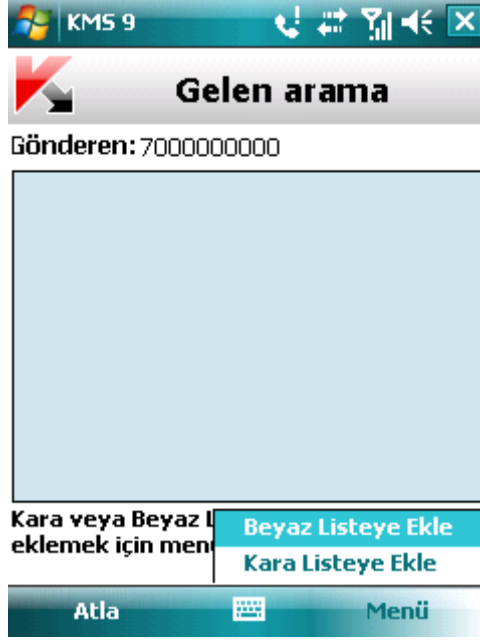 KMS 9
Gelen arama
Gönderen: 7000000000
Kara veya Beyaz
eklemek için
Beyaz Listeye Ekle
Kara Listeye Ekle
Atla
Menü